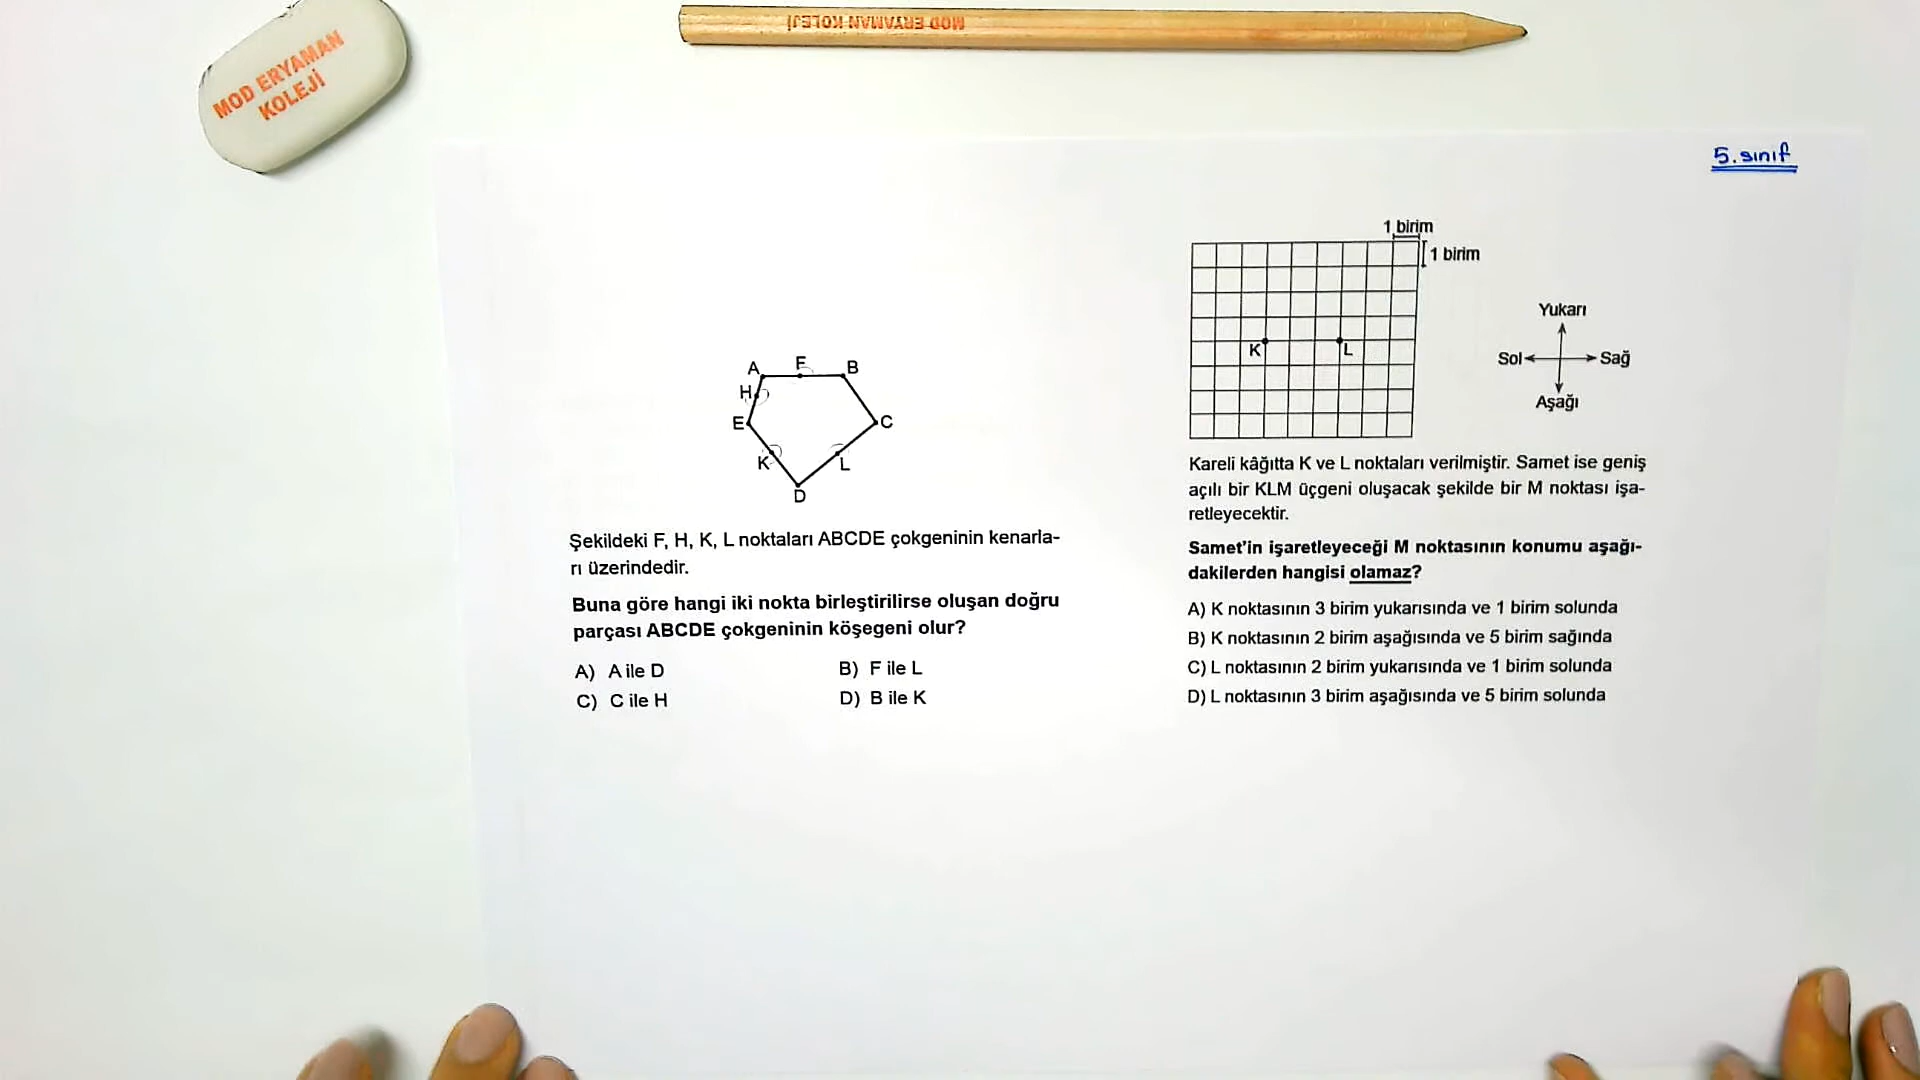 MOD ERYAMAN
KOLEJİ
MOD ERYAMAN KOLEJİ
5. sınıf
A
F
B
H
E
C
K
L
D
Şekildeki F, H, K, L noktaları ABCDE çokgeninin kenarla-
rı üzerindedir.
Buna göre hangi iki nokta birleştirilirse oluşan doğru
parçası ABCDE çokgeninin köşegeni olur?
A) A ile D
B) F ile L
C) C ile H
D) B ile K
1 birim
1 birim
K
L
Yukarı
Sol
Sağ
Aşağı
Kareli kâğıtta K ve L noktaları verilmiştir. Samet ise geniş
açılı bir KLM üçgeni oluşacak şekilde bir M noktası işa-
retleyecektir.
Samet'in işaretleyeceği M noktasının konumu aşağı-
dakilerden hangisi olamaz?
A) K noktasının 3 birim yukarısında ve 1 birim solunda
B) K noktasının 2 birim aşağısında ve 5 birim sağında
C) L noktasının 2 birim yukarısında ve 1 birim solunda
D) L noktasının 3 birim aşağısında ve 5 birim solunda